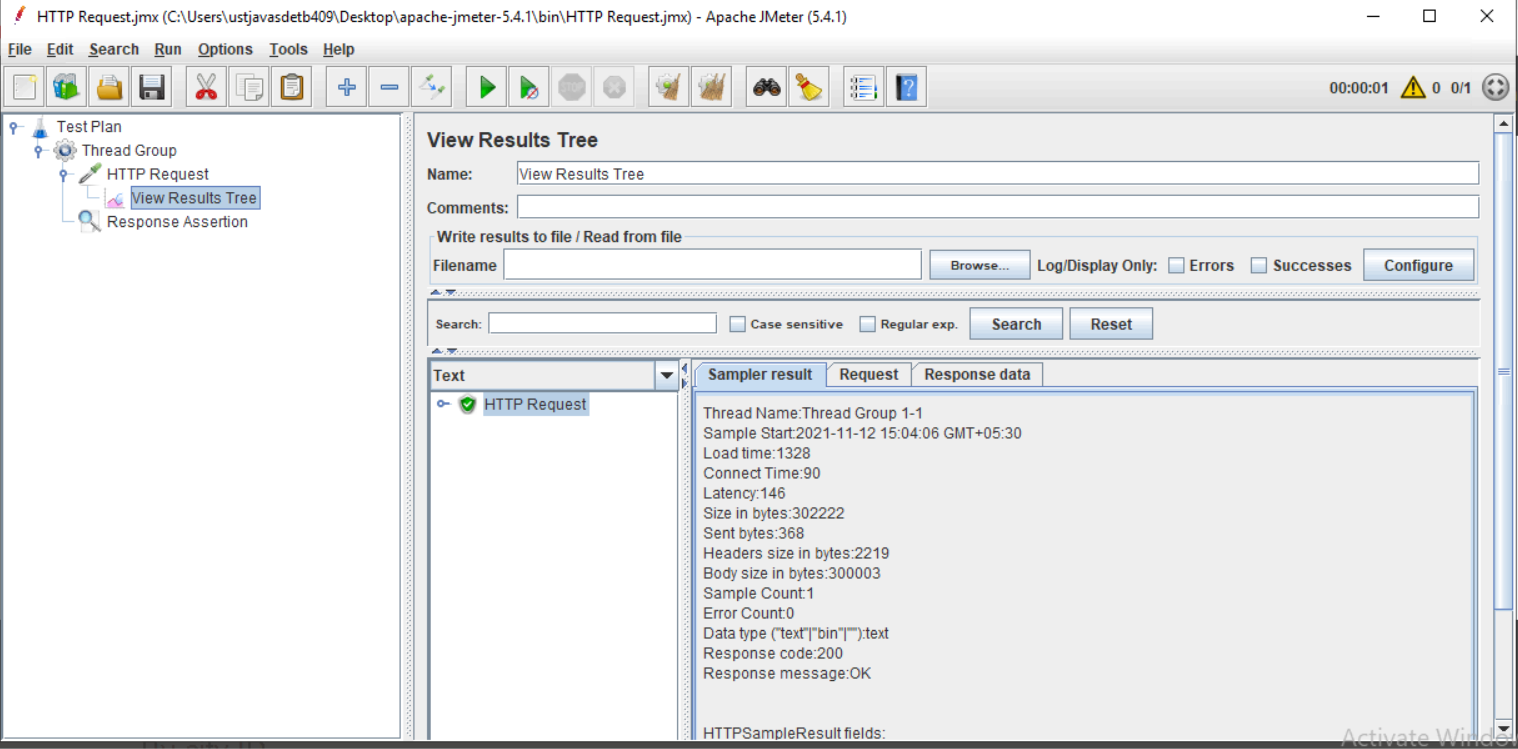 HTTP Request.jmx (C:\Users\ustjavasdetb409\Desktop\apache-jmeter-5.4.1\bin\HTTP Request.jmx) - Apache JMeter (5.4.1)
File Edit Search Run Options Tools Help
STOP
00:00:01 0 0/1
Test Plan
Thread Group
HTTP Request
View Results Tree
Response Assertion
View Results Tree
Name: View Results Tree
Comments:
Write results to file / Read from file
Filename Browse... Log/Display Only: Errors Successes Configure
Search: Case sensitive Regular exp. Search Reset
Text
HTTP Request
Sampler result Request Response data
Thread Name:Thread Group 1-1
Sample Start:2021-11-12 15:04:06 GMT+05:30
Load time:1328
Connect Time:90
Latency:146
Size in bytes:302222
Sent bytes:368
Headers size in bytes:2219
Body size in bytes:300003
Sample Count:1
Error Count:0
Data type ("text"|"bin"|""):text
Response code:200
Response message:OK
HTTPSampleResult fields:
Activate Windo